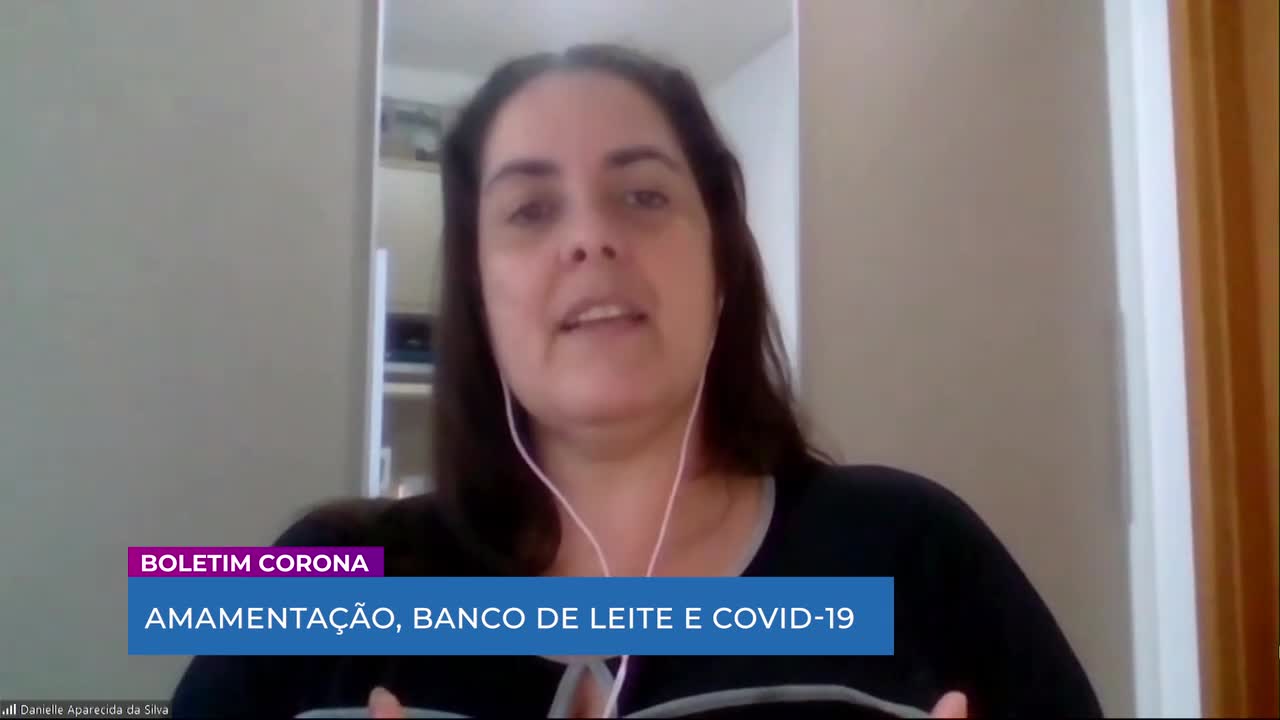 BOLETIM CORONA
AMAMENTAÇÃO, BANCO DE LEITE E COVID-19
Danielle Aparecida da Silva